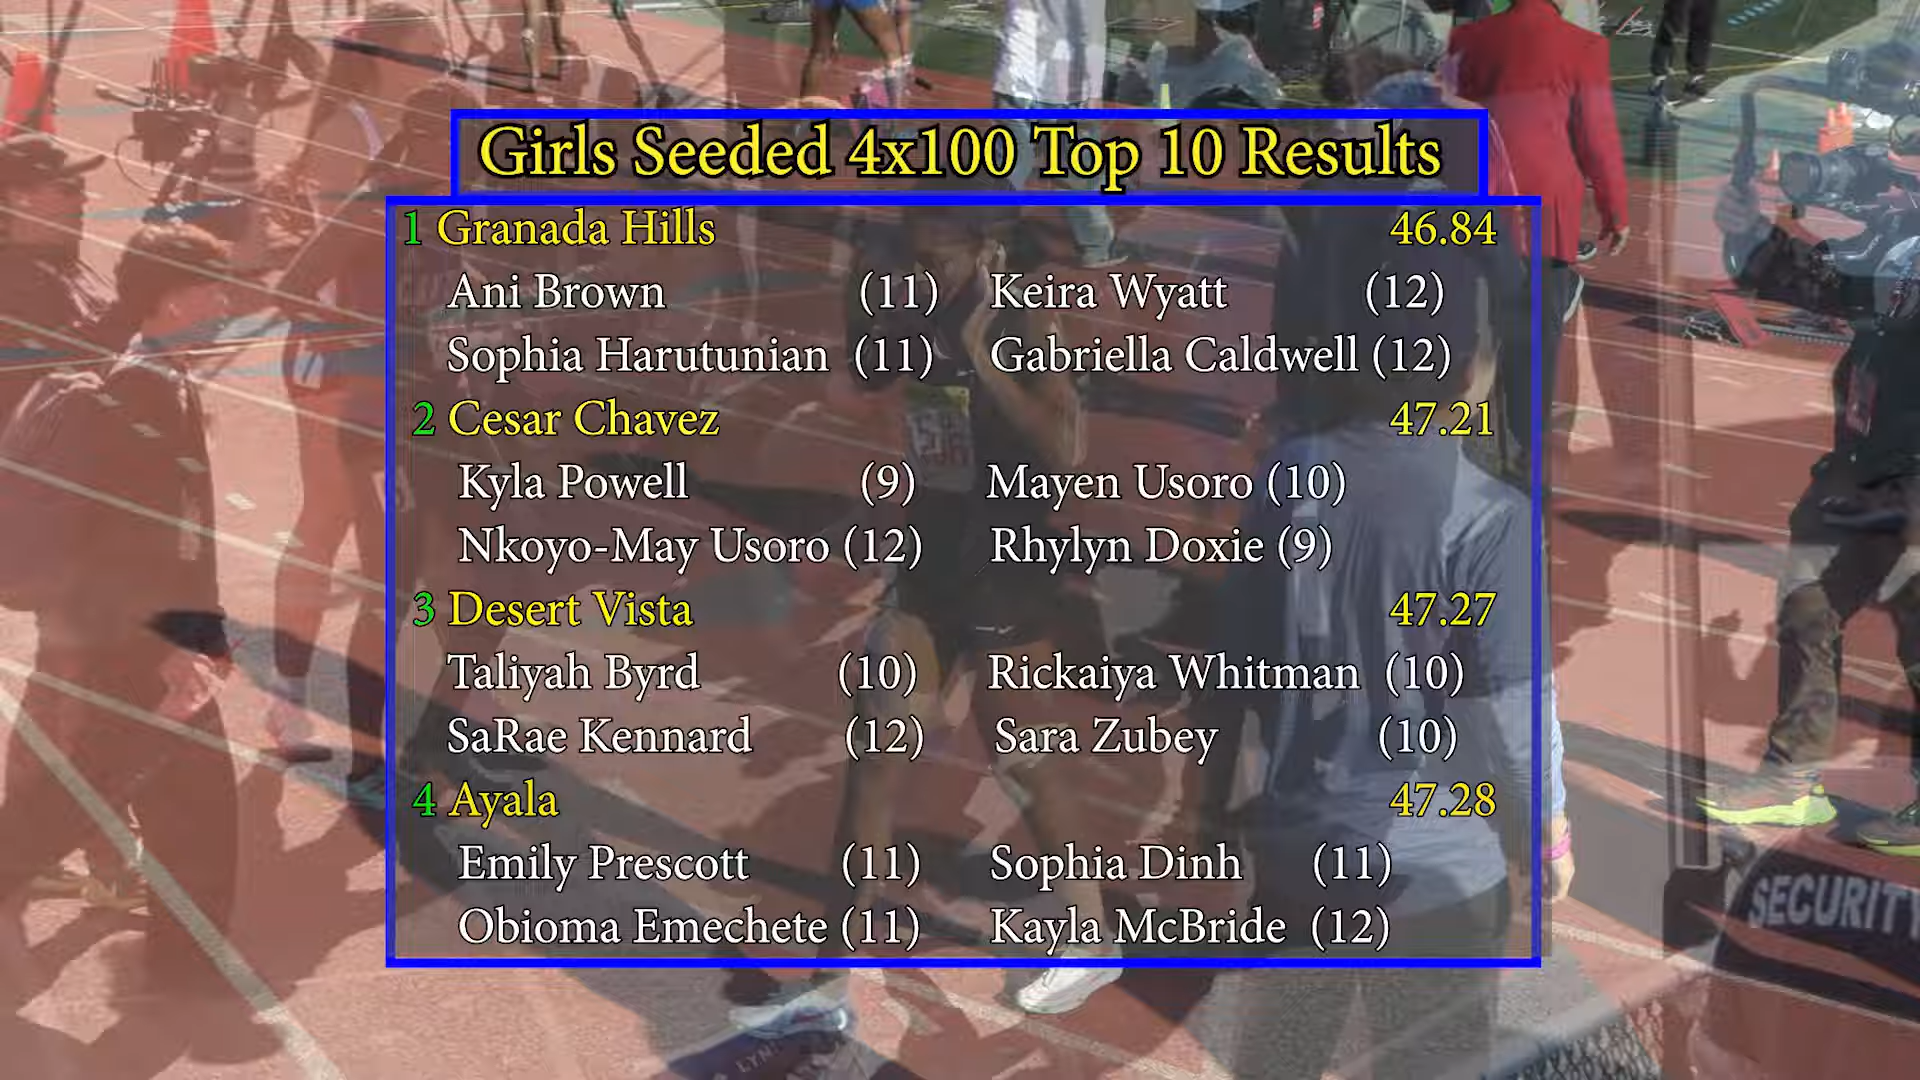 Girls Seeded 4x100 Top 10 Results
1 Granada Hills 46.84
Ani Brown (11) Keira Wyatt (12)
Sophia Harutunian (11) Gabriella Caldwell (12)
2 Cesar Chavez 47.21
Kyla Powell (9) Mayen Usoro (10)
Nkoyo-May Usoro (12) Rhylyn Doxie (9)
3 Desert Vista 47.27
Taliyah Byrd (10) Rickaiya Whitman (10)
SaRae Kennard (12) Sara Zubey (10)
4 Ayala 47.28
Emily Prescott (11) Sophia Dinh (11)
Obioma Emechete (11) Kayla McBride (12)
SECURITY